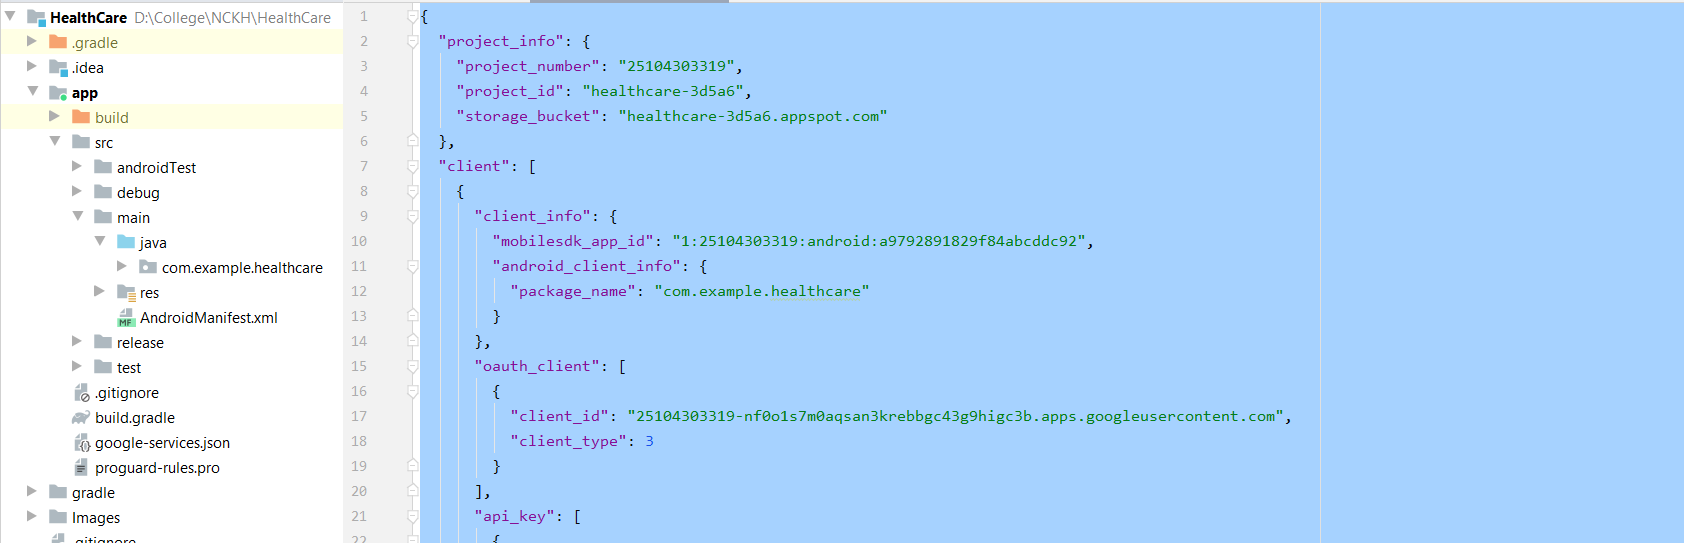 HealthCare D:\College\NCKH\HealthCare
.gradle
.idea
app
build
src
androidTest
debug
main
java
com.example.healthcare
res
MF AndroidManifest.xml
release
test
.gitignore
build.gradle
google-services.json
proguard-rules.pro
gradle
Images
.gitignore
1 {
2 "project_info": {
3 "project_number": "25104303319",
4 "project_id": "healthcare-3d5a6",
5 "storage_bucket": "healthcare-3d5a6.appspot.com"
6 },
7 "client": [
8 {
9 "client_info": {
10 "mobilesdk_app_id": "1:25104303319:android:a9792891829f84abcddc92",
11 "android_client_info": {
12 "package_name": "com.example.healthcare"
13 }
14 },
15 "oauth_client": [
16 {
17 "client_id": "25104303319-nf0o1s7m0aqsan3krebbgc43g9higc3b.apps.googleusercontent.com",
18 "client_type": 3
19 }
20 ],
21 "api_key": [
22 {